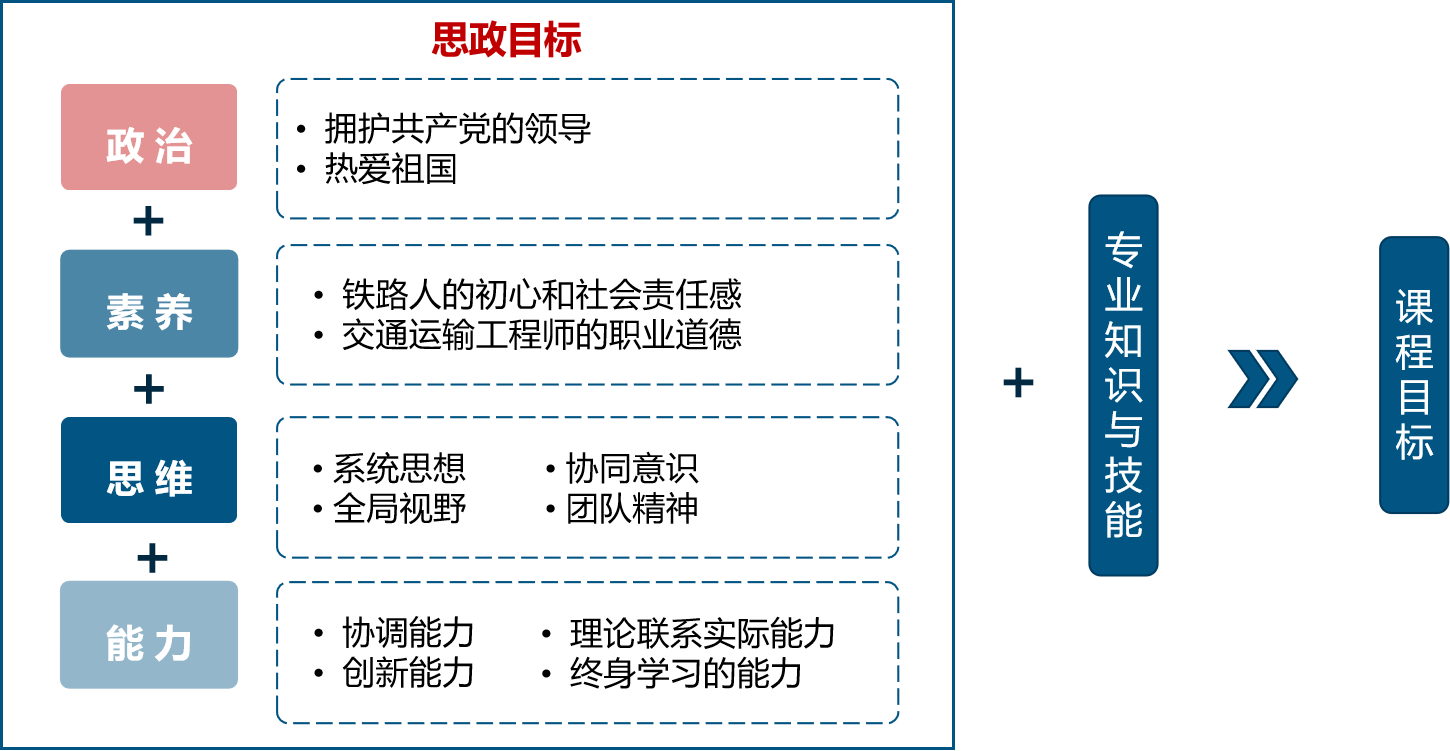 思政目标
政治
• 拥护共产党的领导
• 热爱祖国
+
素养
• 铁路人的初心和社会责任感
• 交通运输工程师的职业道德
+
思维
• 系统思想 • 协同意识
• 全局视野 • 团队精神
+
能力
• 协调能力 • 理论联系实际能力
• 创新能力 • 终身学习的能力
+
专业知识与技能
课程目标